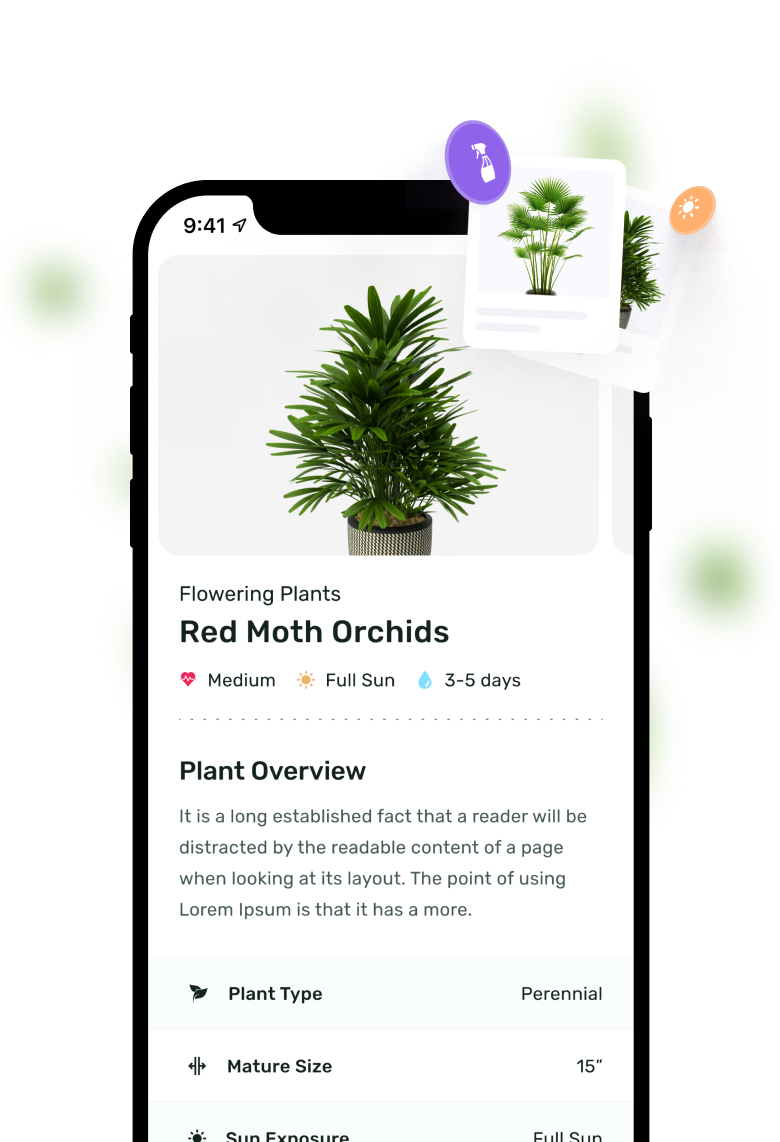 9:41
Flowering Plants
Red Moth Orchids
Medium Full Sun 3-5 days
Plant Overview
It is a long established fact that a reader will be
distracted by the readable content of a page
when looking at its layout. The point of using
Lorem Ipsum is that it has a more.
Plant Type Perennial
Mature Size 15”
Sun Exposure Full Sun